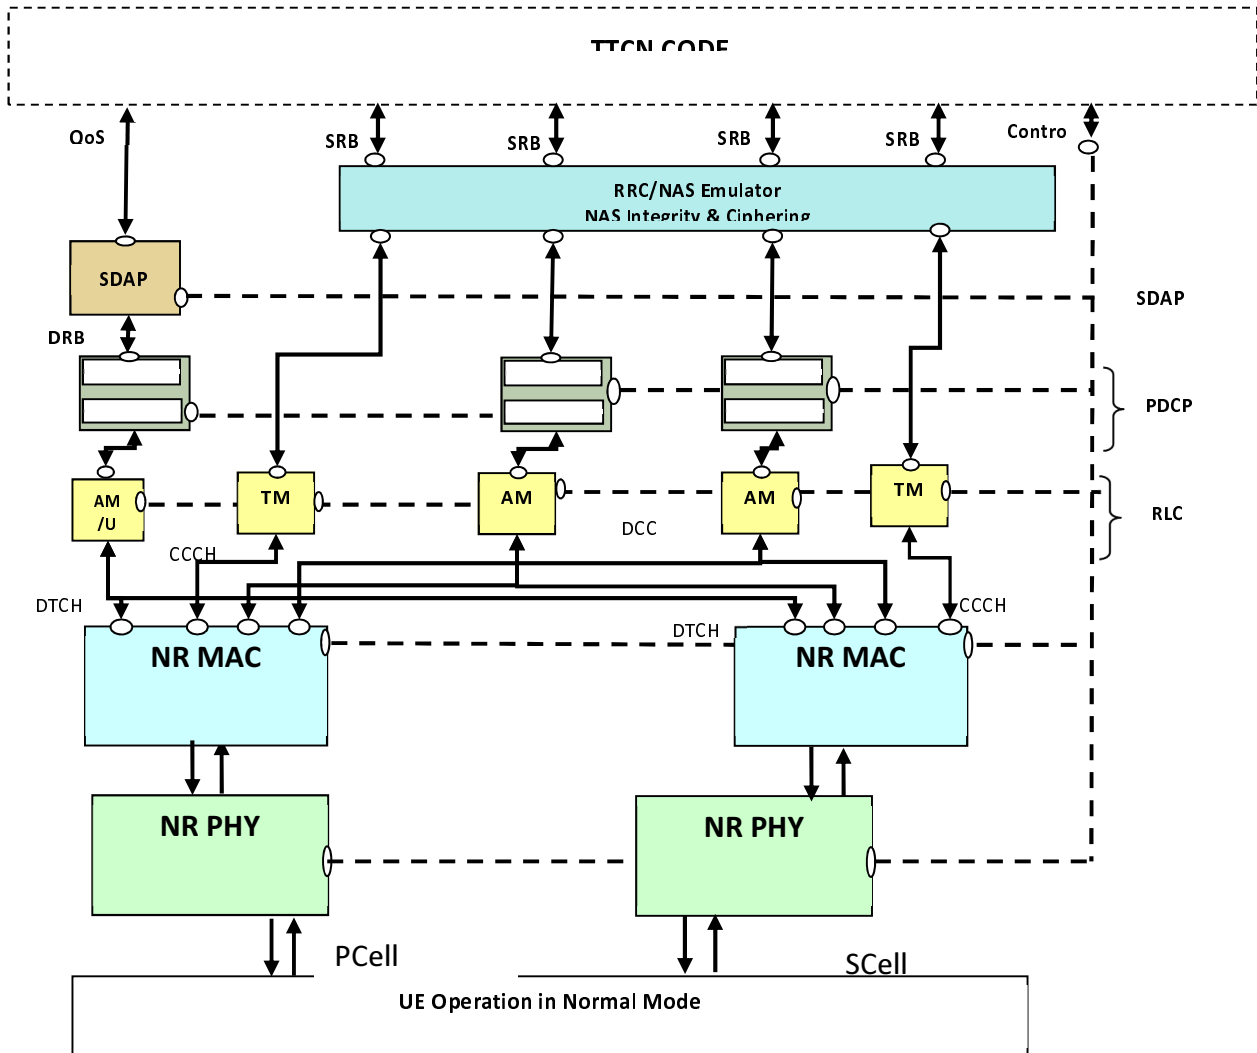 TTCN CODE
QoS
SRB
SRB
SRB
SRB
Contro
RRC/NAS Emulator
NAS Integrity & Ciphering
SDAP
SDAP
DRB
PDCP
AM
/U
TM
AM
AM
TM
RLC
DCC
CCCH
DTCH
CCCH
DTCH
NR MAC
NR MAC
NR PHY
NR PHY
PCell
SCell
UE Operation in Normal Mode